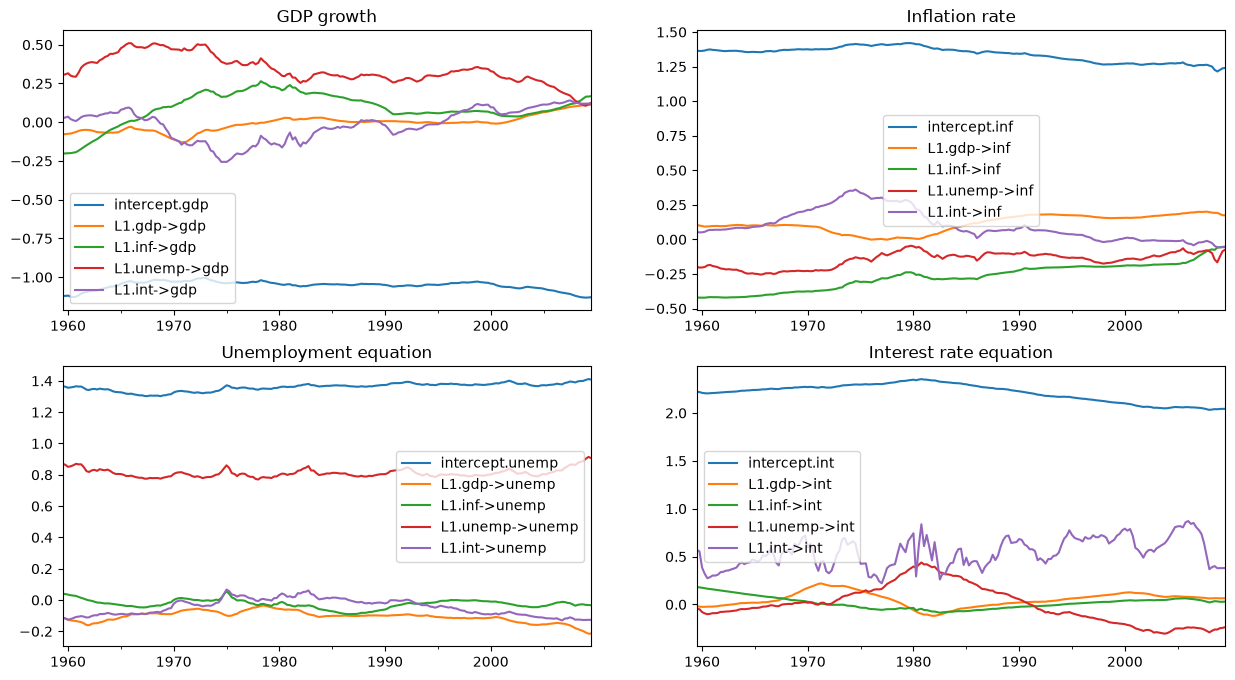 GDP growth
0.50
0.25
0.00
−0.25
−0.50
−0.75
−1.00
intercept.gdp
L1.gdp->gdp
L1.inf->gdp
L1.unemp->gdp
L1.int->gdp
1960 1970 1980 1990 2000
Inflation rate
1.50
1.25
1.00
0.75
0.50
0.25
0.00
−0.25
−0.50
intercept.inf
L1.gdp->inf
L1.inf->inf
L1.unemp->inf
L1.int->inf
1960 1970 1980 1990 2000
Unemployment equation
1.4
1.2
1.0
0.8
0.6
0.4
0.2
0.0
−0.2
intercept.unemp
L1.gdp->unemp
L1.inf->unemp
L1.unemp->unemp
L1.int->unemp
1960 1970 1980 1990 2000
Interest rate equation
2.0
1.5
1.0
0.5
0.0
intercept.int
L1.gdp->int
L1.inf->int
L1.unemp->int
L1.int->int
1960 1970 1980 1990 2000